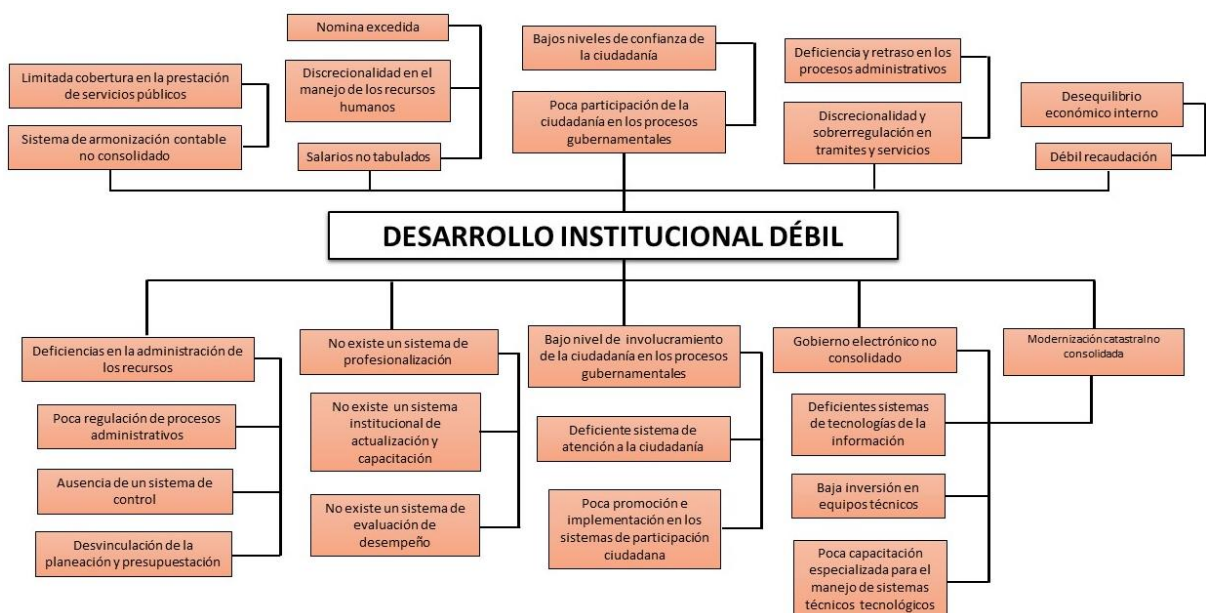 Nomina excedida
Discrecionalidad en el
manejo de los recursos
humanos
Salarios no tabulados
Limitada cobertura en la prestación
de servicios públicos
Sistema de armonización contable
no consolidado
Bajos niveles de confianza de
la ciudadanía
Poca participación de la
ciudadanía en los procesos
gubernamentales
Deficiencia y retraso en los
procesos administrativos
Discrecionalidad y
sobrerregulación en
tramites y servicios
Desequilibrio
económico interno
Débil recaudación
DESARROLLO INSTITUCIONAL DÉBIL
Deficiencias en la administración de
los recursos
Poca regulación de procesos
administrativos
Ausencia de un sistema de
control
Desvinculación de la
planeación y presupuestación
No existe un sistema de
profesionalización
No existe un sistema
institucional de
actualización y
capacitación
No existe un sistema de
evaluación de
desempeño
Bajo nivel de involucramiento
de la ciudadanía en los procesos
gubernamentales
Deficiente sistema de
atención a la ciudadanía
Poca promoción e
implementación en los
sistemas de participación
ciudadana
Gobierno electrónico no
consolidado
Deficientes sistemas
de tecnologías de la
información
Baja inversión en
equipos técnicos
Poca capacitación
especializada para el
manejo de sistemas
técnicos tecnológicos
Modernización catastral no
consolidada